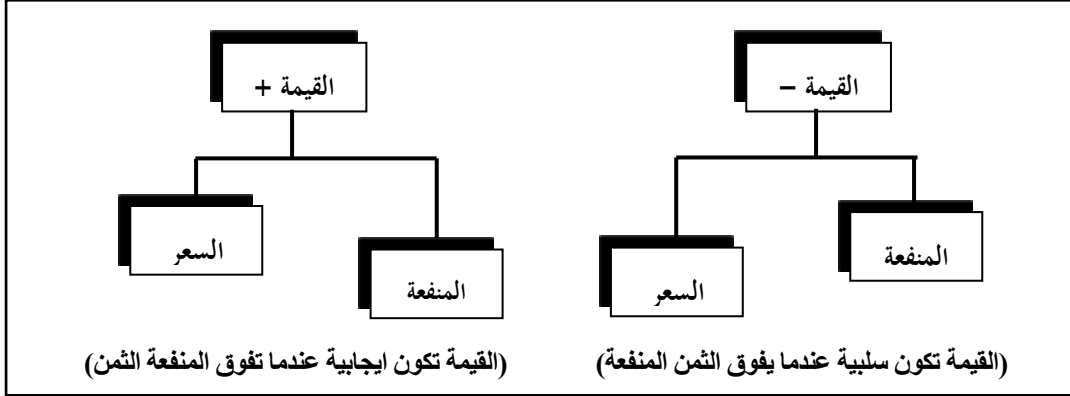 القيمة –
المنفعة
السعر
(القيمة تكون سلبية عندما يفوق الثمن المنفعة)
القيمة +
السعر
المنفعة
(القيمة تكون ايجابية عندما تفوق المنفعة الثمن)